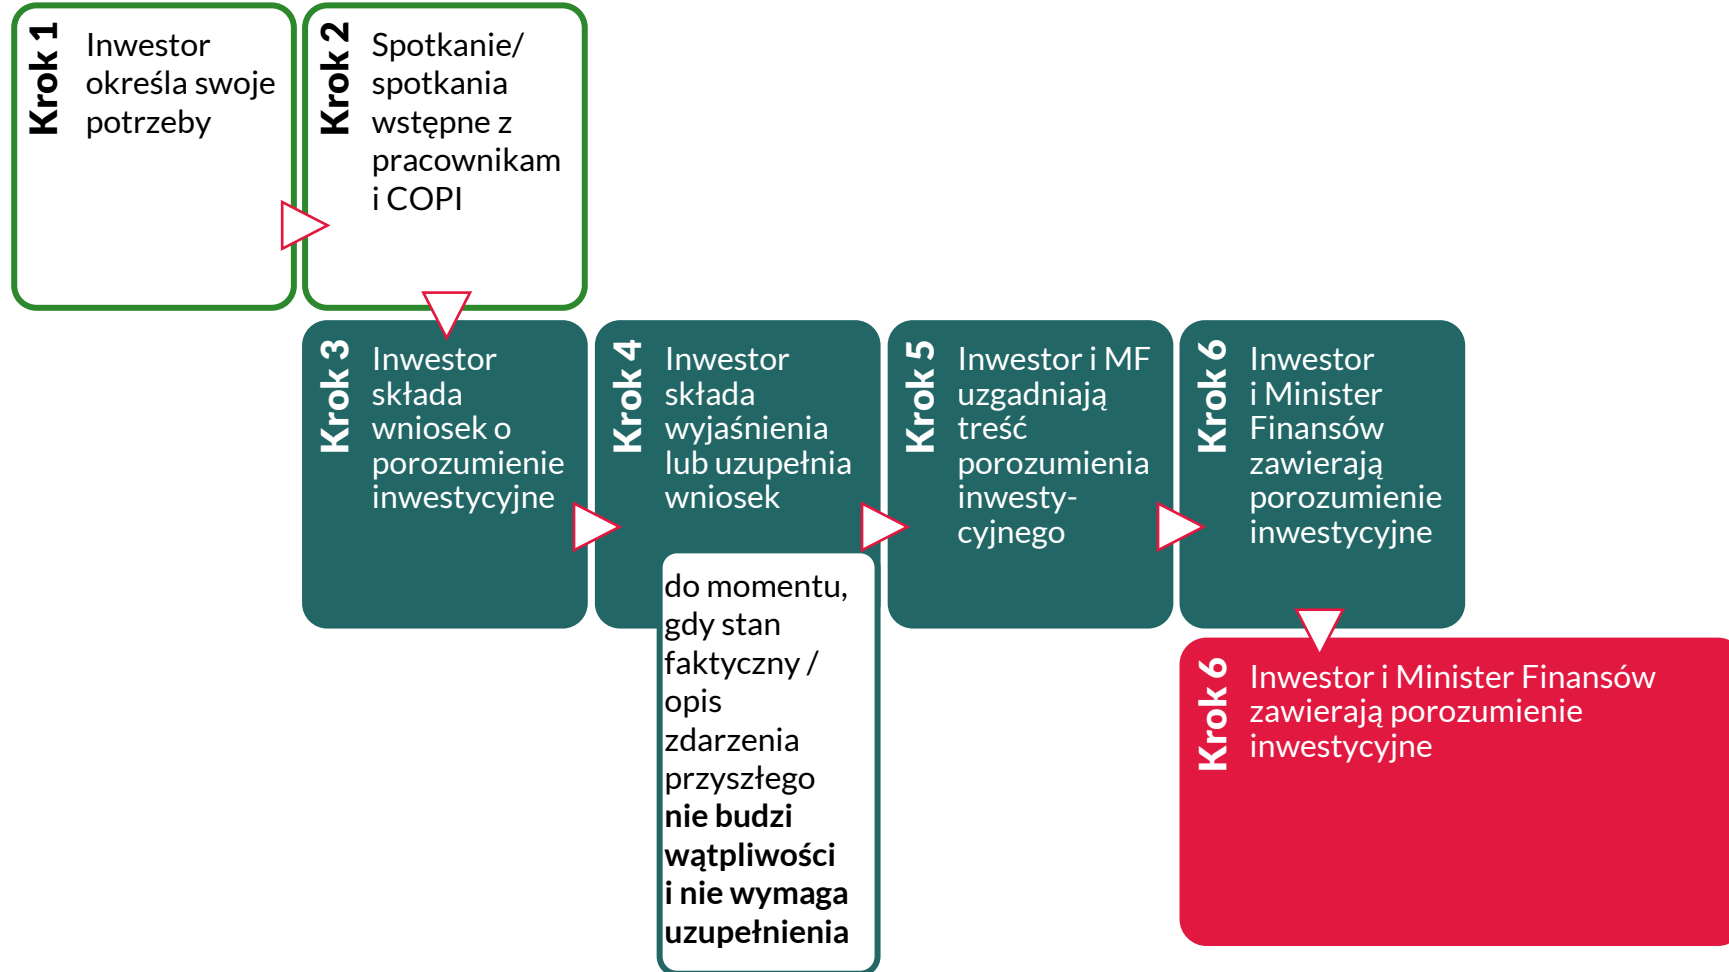 Krok 1
Inwestor
określa swoje
potrzeby
Krok 2
Spotkanie/
spotkania
wstępne z
pracownikam
i COPI
Krok 3
Inwestor
składa
wniosek o
porozumienie
inwestycyjne
Krok 4
Inwestor
składa
wyjaśnienia
lub uzupełnia
wniosek
do momentu,
gdy stan
faktyczny /
opis
zdarzenia
przyszłego
nie budzi
wątpliwości
i nie wymaga
uzupełnienia
Krok 5
Inwestor i MF
uzgadniają
treść
porozumienia
inwesty-
cyjnego
Krok 6
Inwestor
i Minister
Finansów
zawierają
porozumienie
inwestycyjne
Krok 6
Inwestor i Minister Finansów
zawierają porozumienie
inwestycyjne